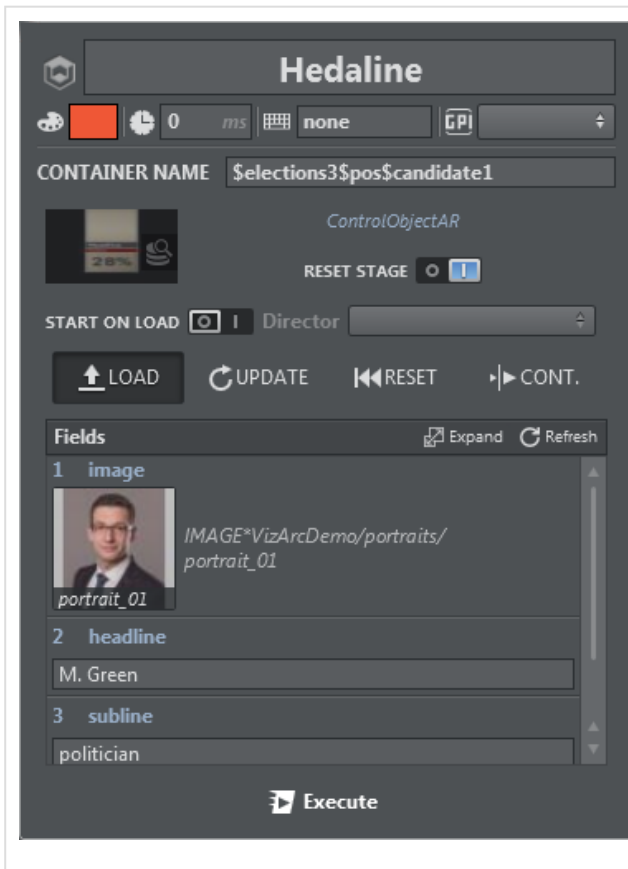 Hedaline
0 ms none GPI
CONTAINER NAME $elections3$pos$candidate1
ControlObjectAR
28%
RESET STAGE O I
START ON LOAD O I Director
LOAD UPDATE RESET CONT.
Fields Expand Refresh
1 image
IMAGE*VizArcDemo/portraits/
portrait_01
portrait_01
2 headline
M. Green
3 subline
politician
Execute